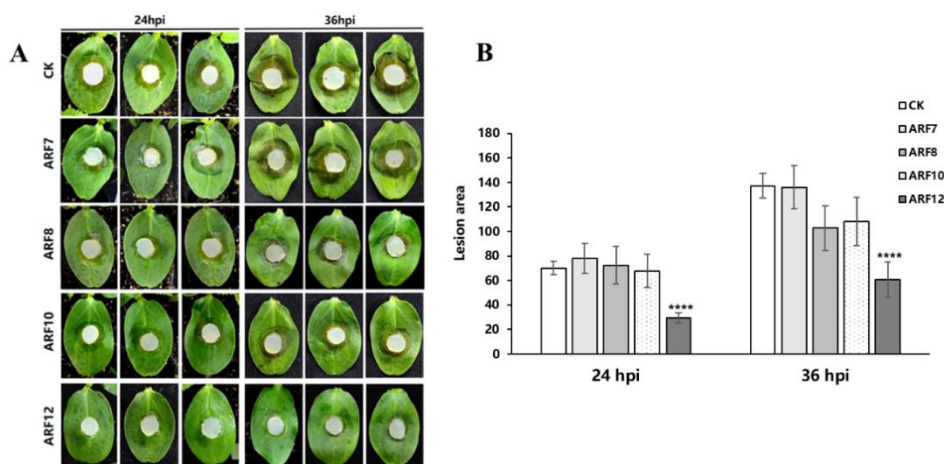 24hpi 36hpi
A
CK
ARF7
ARF8
ARF10
ARF12
B
CK
ARF7
ARF8
ARF10
ARF12
Lesion area
180
160
140
120
100
80
60
40
20
0
****
****
24 hpi 36 hpi